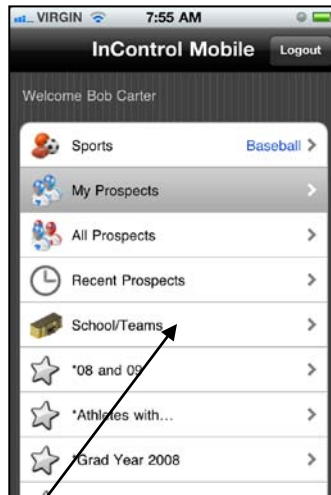 VIRGIN 7:55 AM
InControl Mobile Logout
Welcome Bob Carter
Sports Baseball >
My Prospects >
All Prospects >
Recent Prospects >
School/Teams >
*08 and 09 >
*Athletes with... >
*Grad Year 2008 >